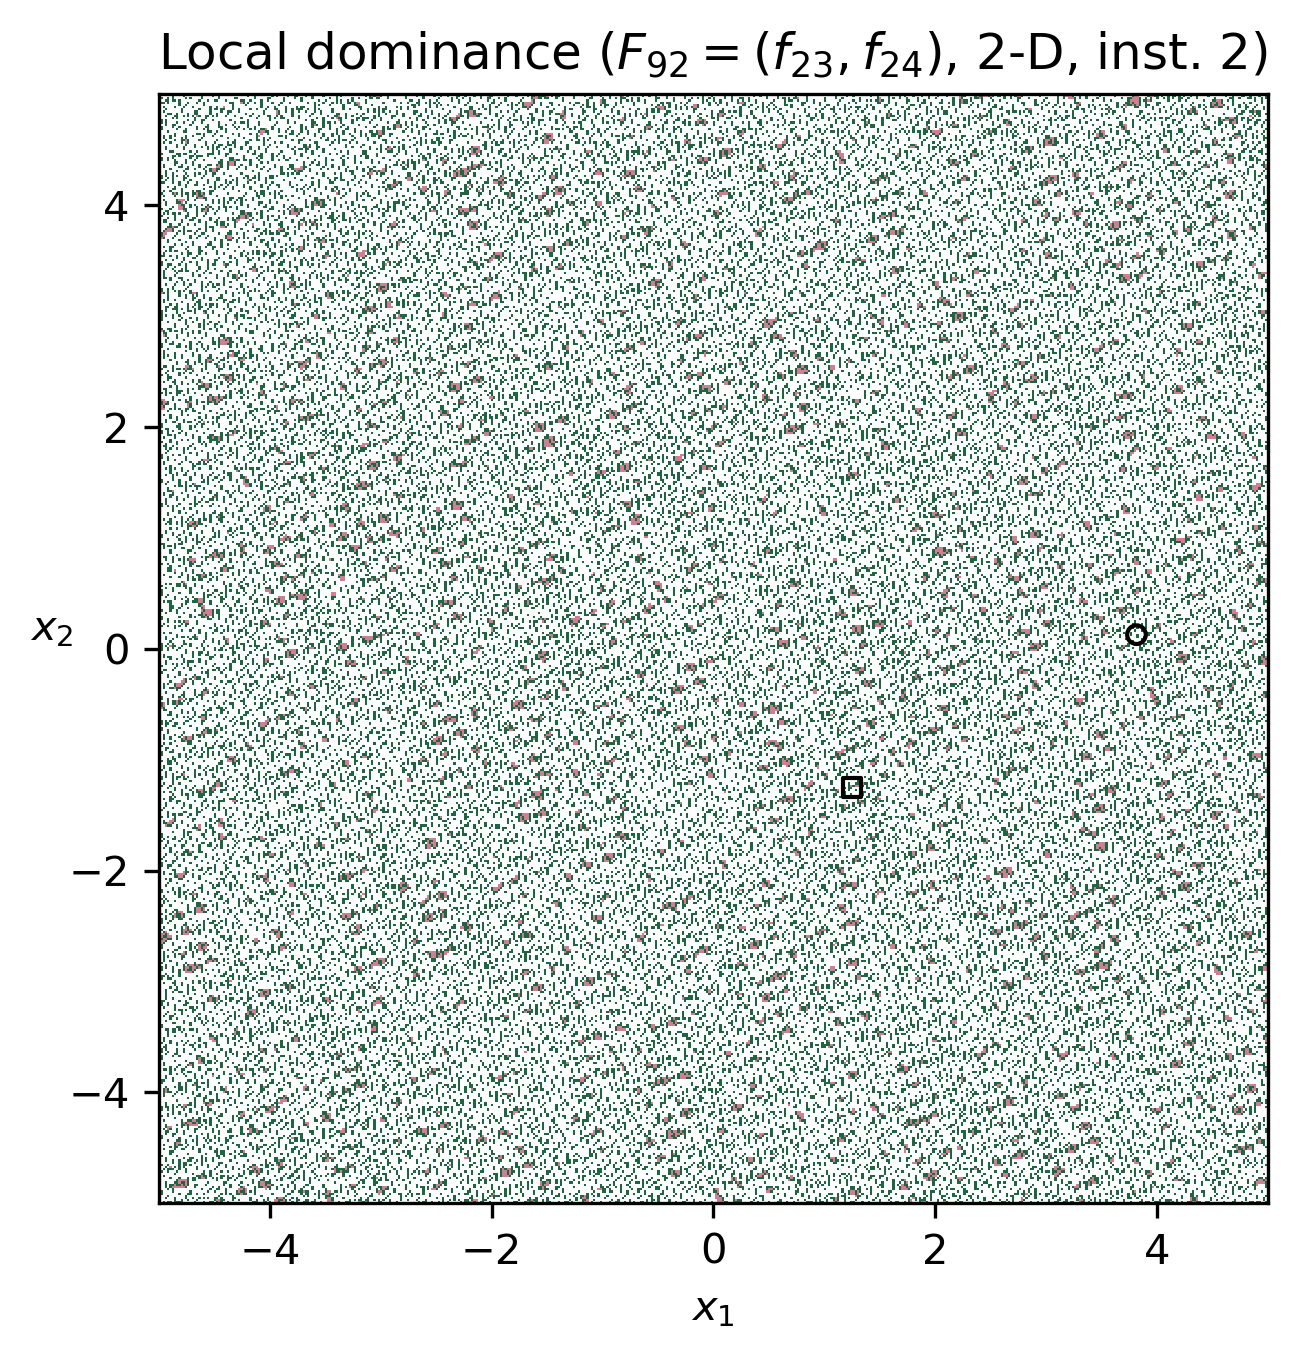 Local dominance (F₉₂ = (f₂₃, f₂₄), 2-D, inst. 2)
4
2
x₂
0
−2
−4
−4 −2 0 2 4
x₁